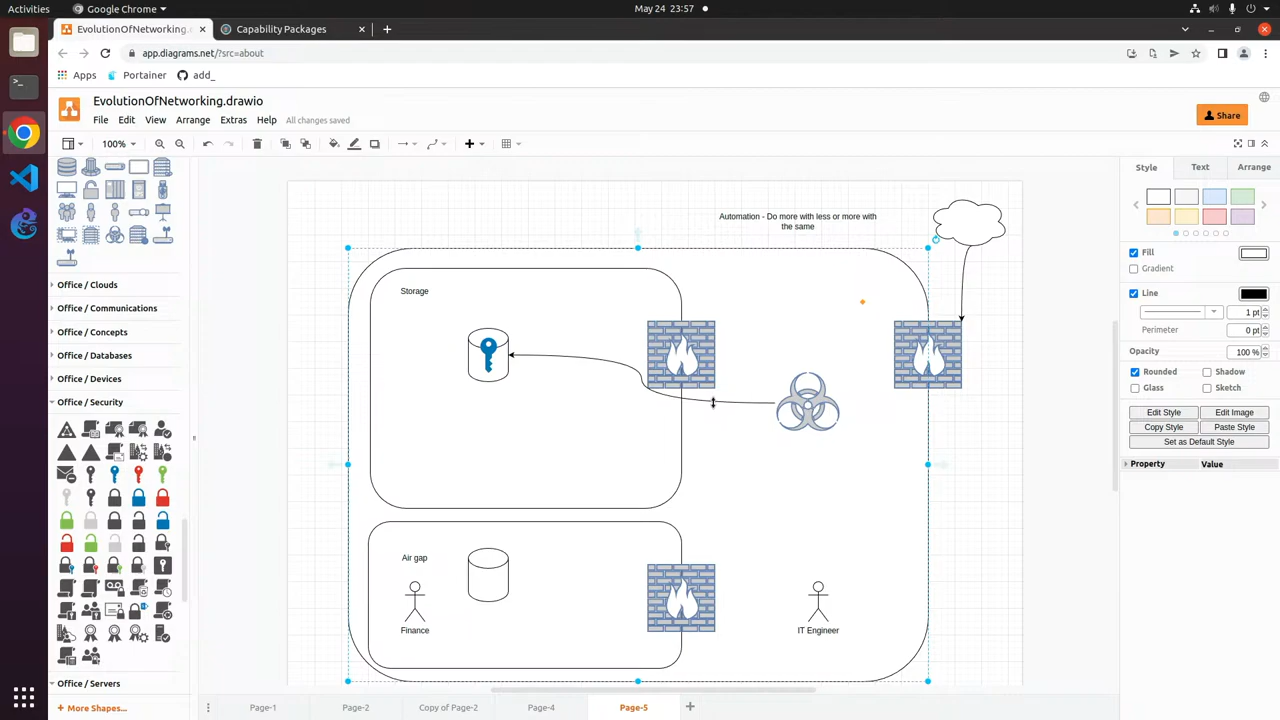 Activities
Google Chrome
May 24 23:57
EvolutionOfNetworking.
Capability Packages
app.diagrams.net/?src=about
Apps
Portainer
add_
EvolutionOfNetworking.drawio
File
Edit
View
Arrange
Extras
Help
All changes saved
Share
100%
Office / Clouds
Office / Communications
Office / Concepts
Office / Databases
Office / Devices
Office / Security
Office / Servers
More Shapes...
Automation - Do more with less or more with
the same
Storage
Air gap
Finance
IT Engineer
Style
Text
Arrange
Fill
Gradient
Line
1 pt
Perimeter
0 pt
Opacity
100 %
Rounded
Shadow
Glass
Sketch
Edit Style
Edit Image
Copy Style
Paste Style
Set as Default Style
Property
Value
Page-1
Page-2
Copy of Page-2
Page-4
Page-5